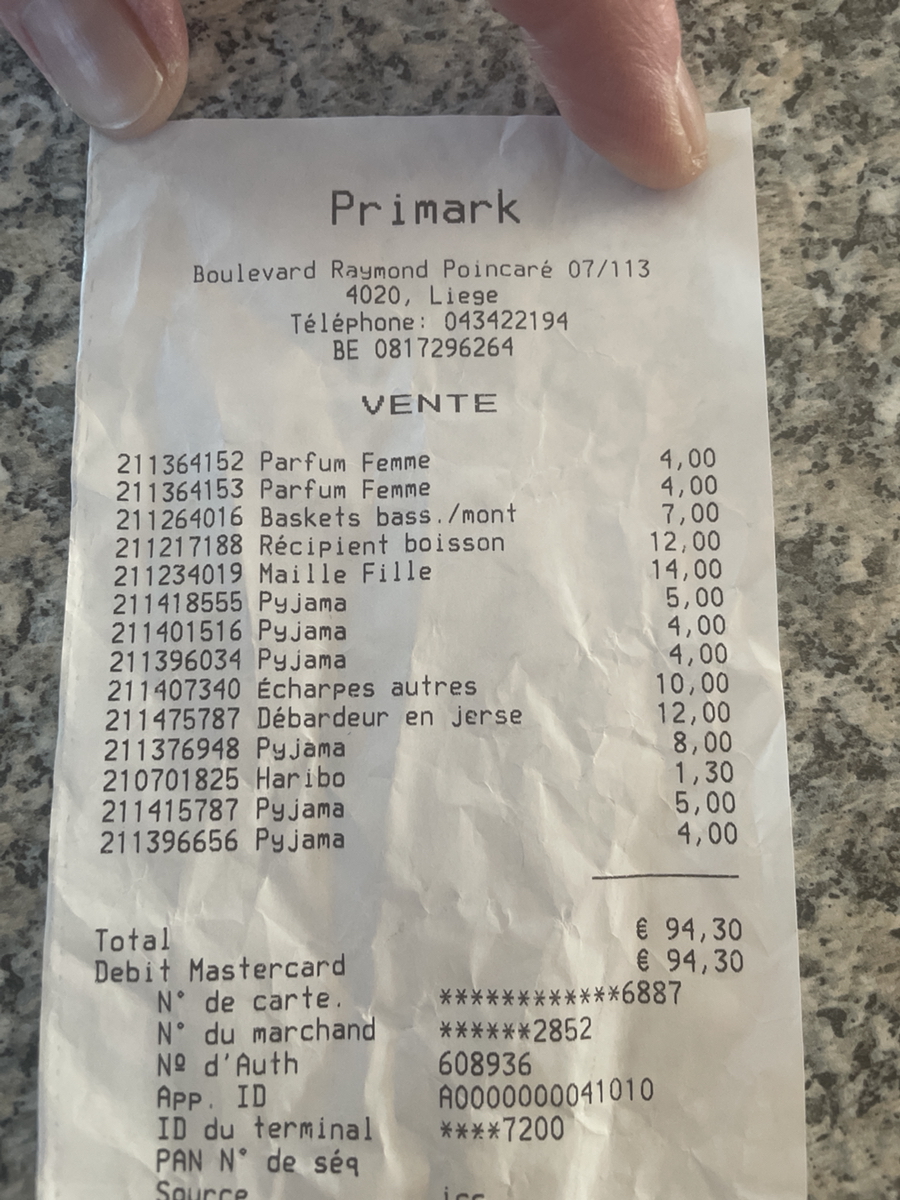 Primark
Boulevard Raymond Poincaré 07/113
4020, Liege
Téléphone: 043422194
BE 0817296264
VENTE
211364152 Parfum Femme 4,00
211364153 Parfum Femme 4,00
211264016 Baskets bass./mont 7,00
211217188 Récipient boisson 12,00
211234019 Maille Fille 14,00
211418555 Pyjama 5,00
211401516 Pyjama 4,00
211396034 Pyjama 4,00
211407340 Écharpes autres 10,00
211475787 Débardeur en jerse 12,00
211376948 Pyjama 8,00
210701825 Haribo 1,30
211415787 Pyjama 5,00
211396656 Pyjama 4,00
Total € 94,30
Debit Mastercard € 94,30
N° de carte. ************6887
N° du marchand ******2852
Nº d'Auth 608936
App. ID A0000000041010
ID du terminal ****7200
PAN N° de séq
Source icc